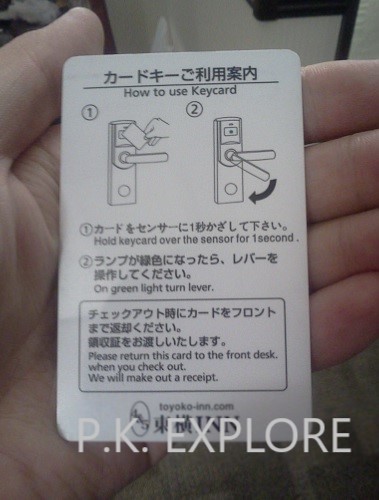 カードキーご利用案内
How to use Keycard
① ②
①カードをセンサーに1秒かざして下さい。
Hold keycard over the sensor for 1second.
②ランプが緑色になったら、レバーを
操作してください。
On green light turn lever.
チェックアウト時にカードをフロント
まで返却ください。
領収証をお渡しいたします。
Please return this card to the front desk.
when you check out.
We will make out a receipt.
toyoko-inn.com
東横INN
P.K. EXPLORE